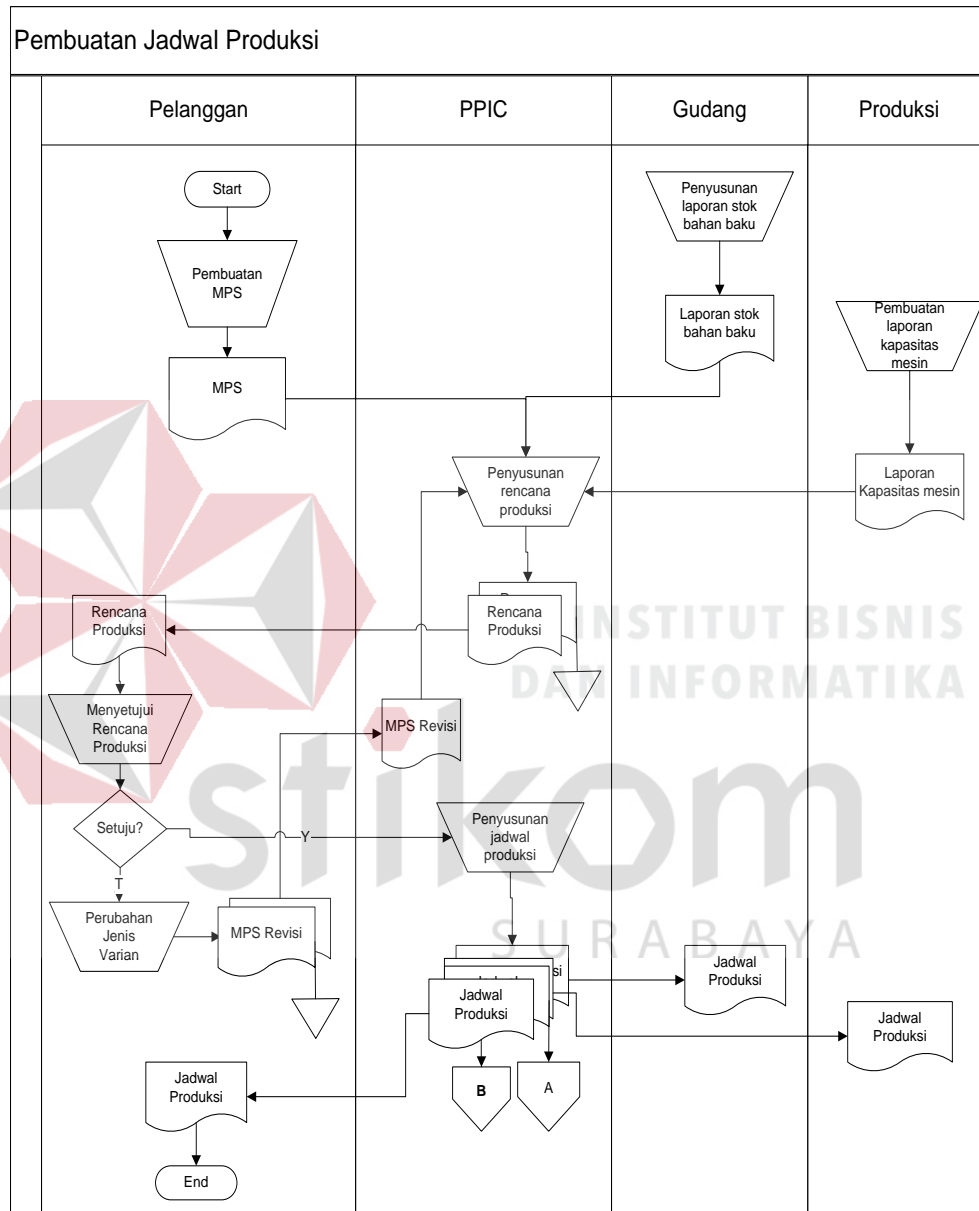 Pembuatan Jadwal Produksi
Pelanggan
PPIC
Gudang
Produksi
Start
Pembuatan
MPS
MPS
Penyusunan
laporan stok
bahan baku
Laporan stok
bahan baku
Pembuatan
laporan
kapasitas
mesin
Laporan
Kapasitas mesin
Penyusunan
rencana
produksi
Rencana
Produksi
Rencana
Produksi
Menyetujui
Rencana
Produksi
MPS Revisi
Setuju?
Y
T
Penyusunan
jadwal
produksi
Perubahan
Jenis
Varian
MPS Revisi
si
Jadwal
Produksi
Jadwal
Produksi
Jadwal
Produksi
B
A
Jadwal
Produksi
End
INSTITUT BISNIS
DAN INFORMATIKA
stikom
SURABAYA